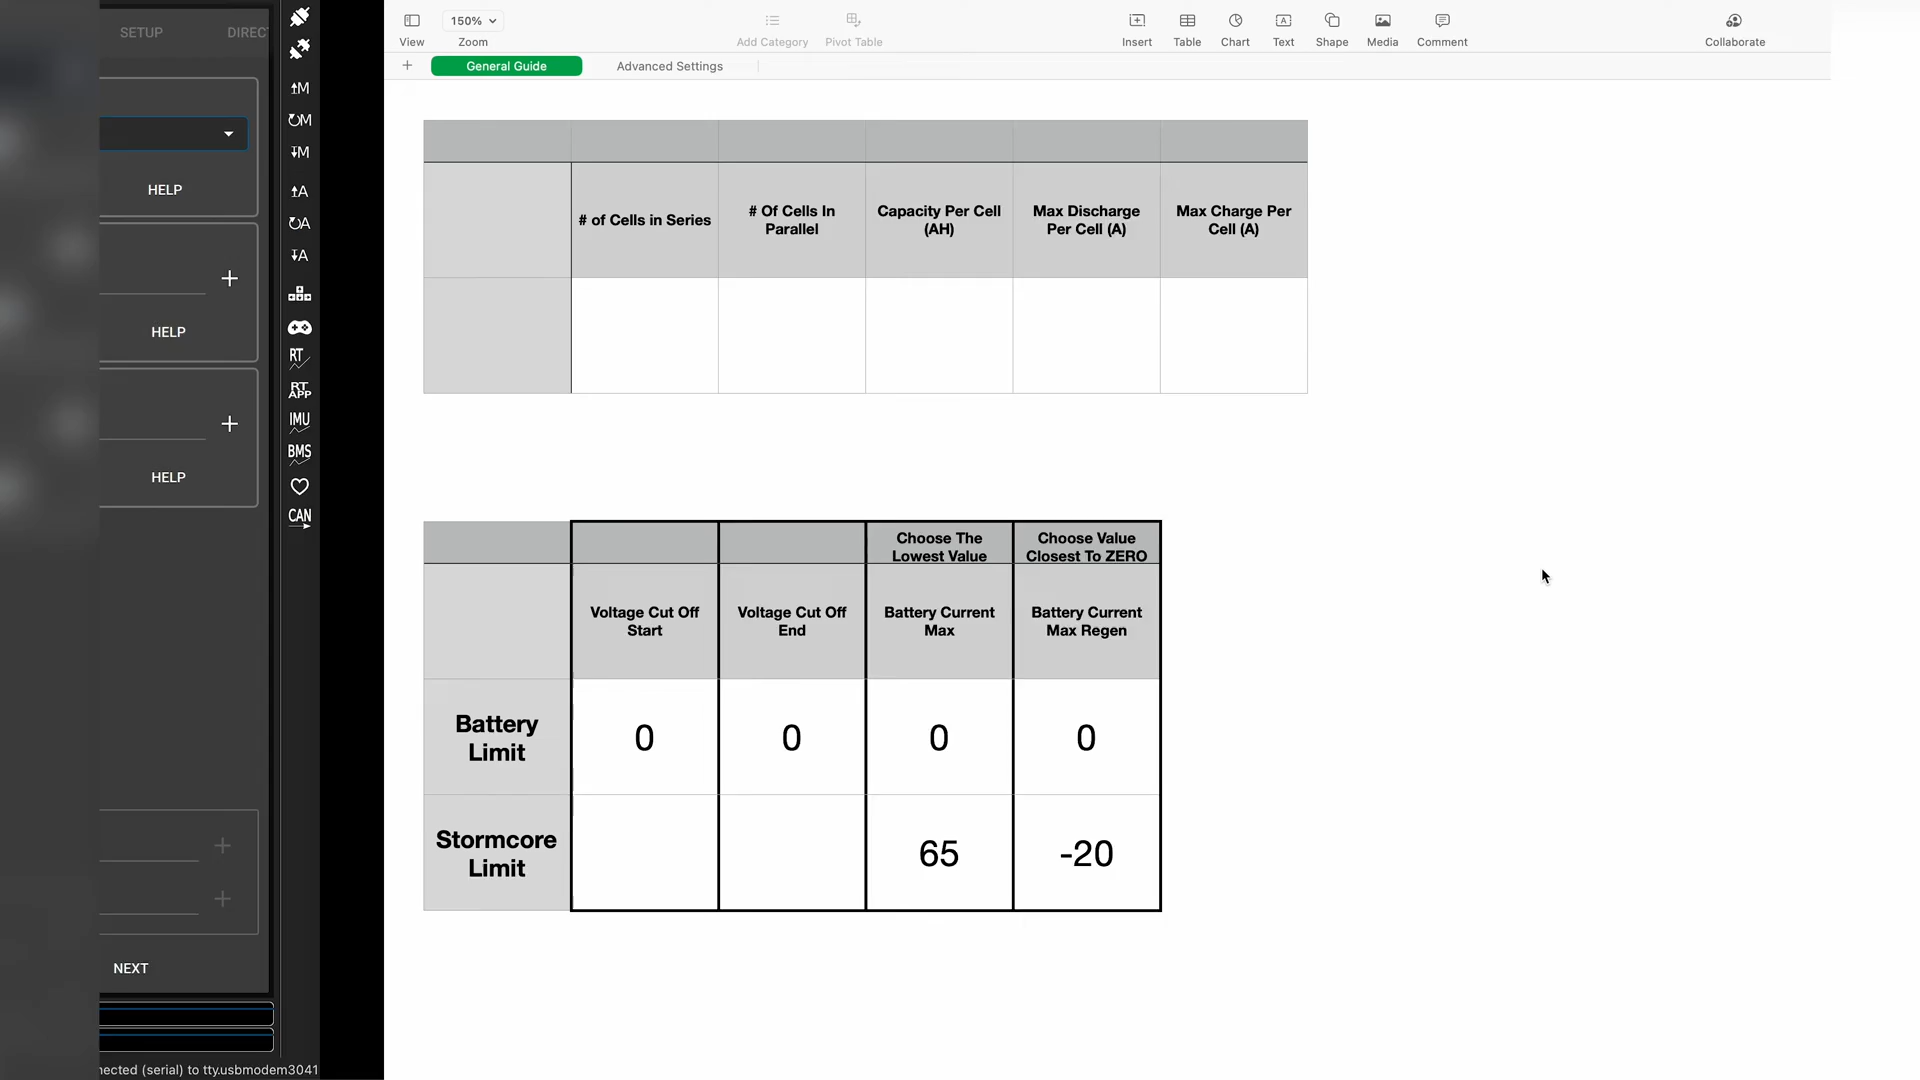 SETUP
DIREC
HELP
HELP
HELP
NEXT
nected (serial) to tty.usbmodem3041
↑M
M
M
↑A
A
A
RT
RT
APP
IMU
BMS
CAN
150%
View
Zoom
Add Category
Pivot Table
Insert
Table
Chart
Text
Shape
Media
Comment
Collaborate
General Guide
Advanced Settings
# of Cells in Series
# Of Cells In
Parallel
Capacity Per Cell
(AH)
Max Discharge
Per Cell (A)
Max Charge Per
Cell (A)
Choose The
Lowest Value
Choose Value
Closest To ZERO
Voltage Cut Off
Start
Voltage Cut Off
End
Battery Current
Max
Battery Current
Max Regen
Battery
Limit
0
0
0
0
Stormcore
Limit
65
-20